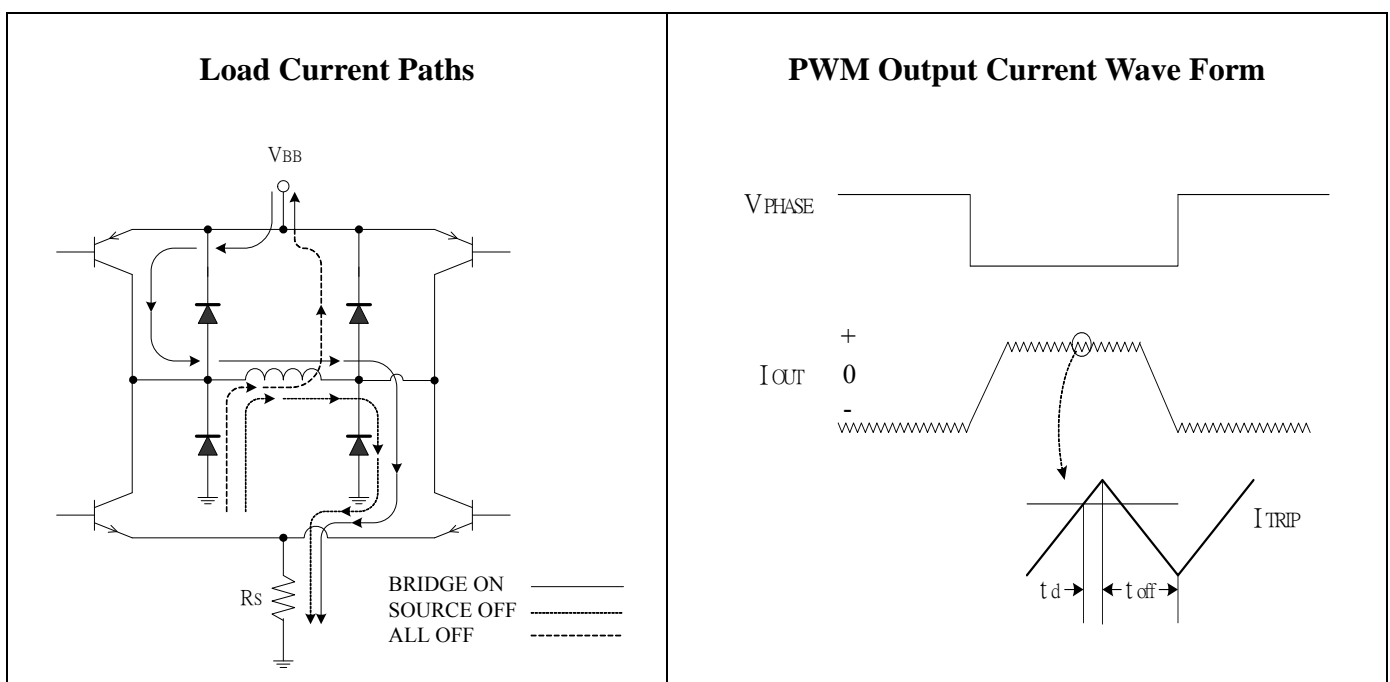 Load Current Paths
VBB
RS
BRIDGE ON
SOURCE OFF
ALL OFF
PWM Output Current Wave Form
VPHASE
+
IOUT 0
-
ITRIP
td toff